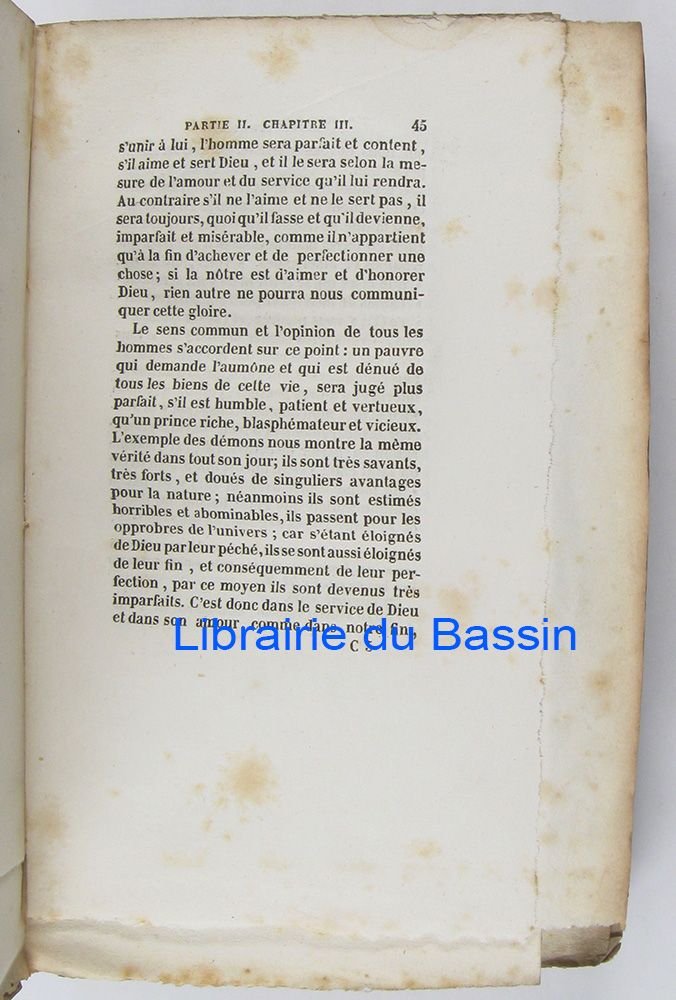 PARTIE II. CHAPITRE III. 45
s'unir à lui, l'homme sera parfait et content,
s'il aime et sert Dieu, et il le sera selon la me-
sure de l'amour et du service qu'il lui rendra.
Au contraire s'il ne l'aime et ne le sert pas, il
sera toujours, quoi qu'il fasse et qu'il devienne,
imparfait et misérable, comme il n'appartient
qu'à la fin d'achever et de perfectionner une
chose; si la nôtre est d'aimer et d'honorer
Dieu, rien autre ne pourra nous communi-
quer cette gloire.
Le sens commun et l'opinion de tous les
hommes s'accordent sur ce point : un pauvre
qui demande l'aumône et qui est dénué de
tous les biens de cette vie, sera jugé plus
parfait, s'il est humble, patient et vertueux,
qu'un prince riche, blasphémateur et vicieux.
L'exemple des démons nous montre la même
vérité dans tout son jour; ils sont très savants,
très forts, et doués de singuliers avantages
pour la nature; néanmoins ils sont estimés
horribles et abominables, ils passent pour les
opprobres de l'univers; car s'étant éloignés
de Dieu par leur péché, ils se sont aussi éloignés
de leur fin, et conséquemment de leur per-
fection, par ce moyen ils sont devenus très
imparfaits. C'est donc dans le service de Dieu
et dans son amour, comme dans notre fin,
Librairie du Bassin
C